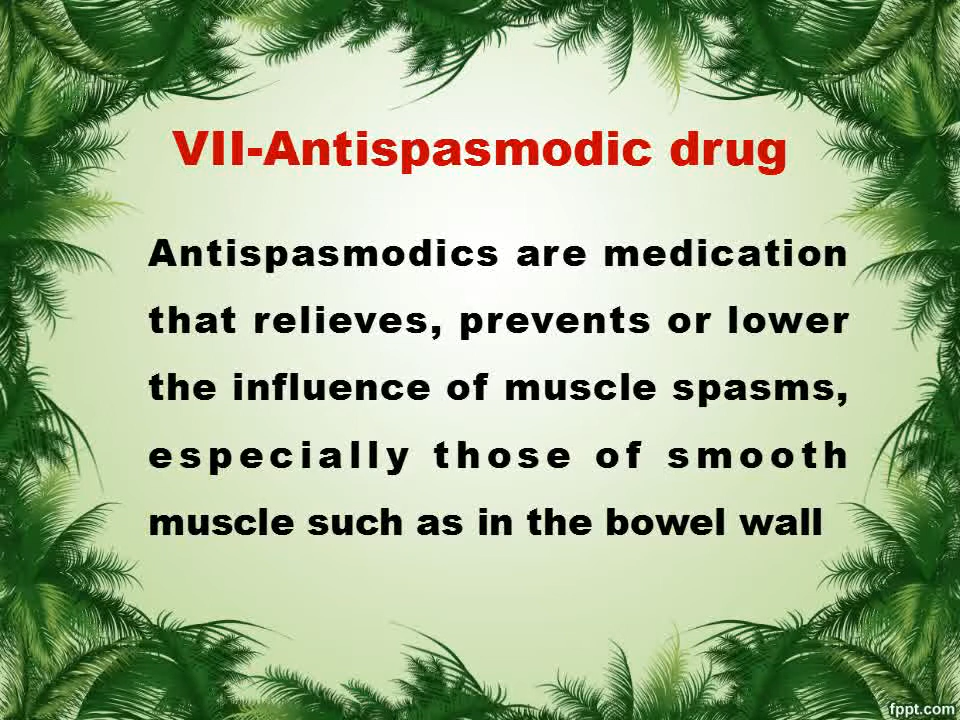 VII-Antispasmodic drug
Antispasmodics are medication
that relieves, prevents or lower
the influence of muscle spasms,
especially those of smooth
muscle such as in the bowel wall
fppt.com